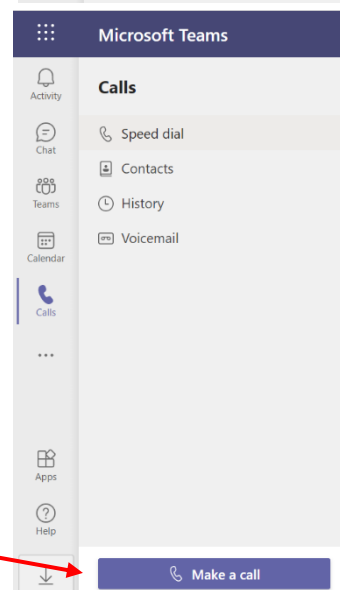 Microsoft Teams
Activity
Chat
Teams
Calendar
Calls
Apps
Help
Calls
Speed dial
Contacts
History
Voicemail
Make a call